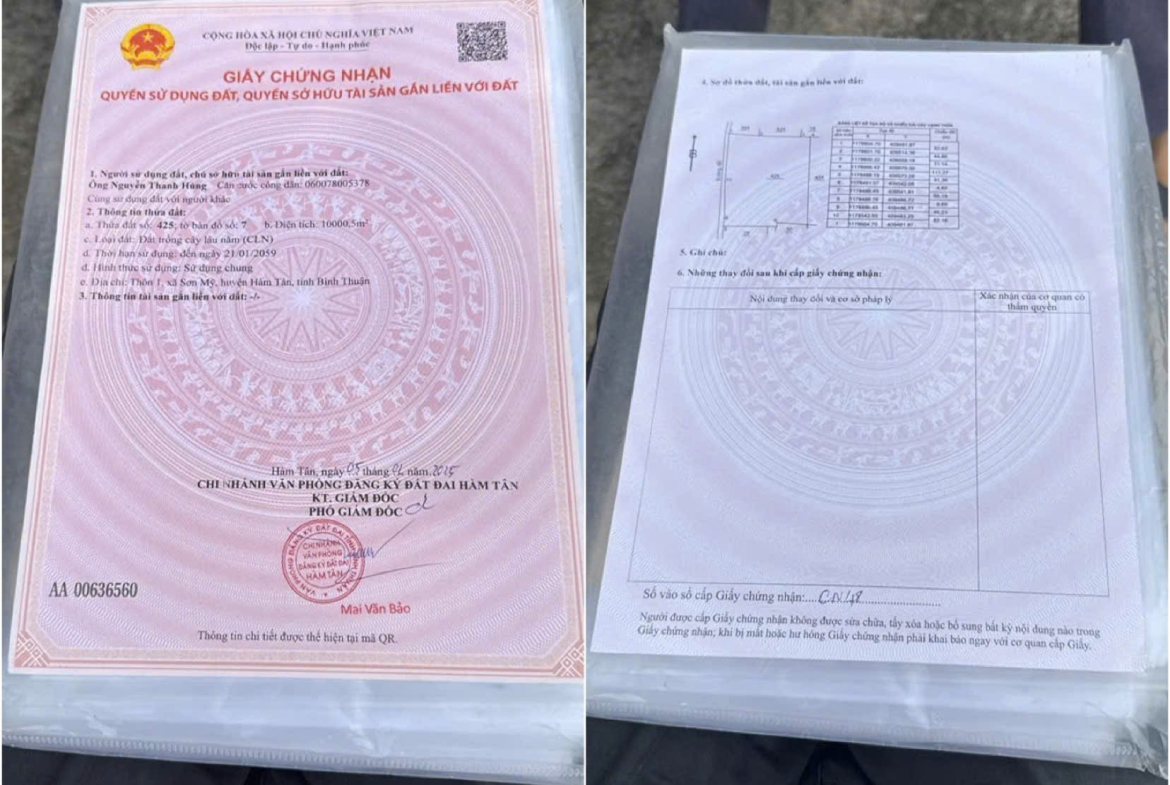 CỘNG HÒA XÃ HỘI CHỦ NGHĨA VIỆT NAM
Độc lập - Tự do - Hạnh phúc
GIẤY CHỨNG NHẬN
QUYỀN SỬ DỤNG ĐẤT, QUYỀN SỞ HỮU TÀI SẢN GẮN LIỀN VỚI ĐẤT
1. Người sử dụng đất, chủ sở hữu tài sản gắn liền với đất:
Ông Nguyễn Thanh Hùng Căn cước công dân: 060078005378
Cùng sử dụng đất với người khác
2. Thông tin thửa đất:
a. Thửa đất số: 425; tờ bản đồ số: 7 b. Diện tích: 10000,5m²
c. Loại đất: Đất trồng cây lâu năm (CLN)
d. Thời hạn sử dụng: đến ngày 21/01/2059
đ. Hình thức sử dụng: Sử dụng chung
e. Địa chỉ: Thôn 1, xã Sơn Mỹ, huyện Hàm Tân, tỉnh Bình Thuận
3. Thông tin tài sản gắn liền với đất: -/-
Hàm Tân, ngày 05 tháng 02 năm 2025
CHI NHÁNH VĂN PHÒNG ĐĂNG KÝ ĐẤT ĐAI HÀM TÂN
KT. GIÁM ĐỐC
PHÓ GIÁM ĐỐC
CHI NHÁNH
VĂN PHÒNG
ĐĂNG KÝ ĐẤT ĐAI
HÀM TÂN
AA 00636560
Mai Văn Bảo
Thông tin chi tiết được thể hiện tại mã QR.
4. Sơ đồ thửa đất, tài sản gắn liền với đất:
425
5. Ghi chú:
6. Những thay đổi sau khi cấp giấy chứng nhận:
Nội dung thay đổi và cơ sở pháp lý
Xác nhận của cơ quan có
thẩm quyền
Số vào sổ cấp Giấy chứng nhận:....
Người được cấp Giấy chứng nhận không được sửa chữa, tẩy xóa hoặc bổ sung bất kỳ nội dung nào trong
Giấy chứng nhận; khi bị mất hoặc hư hỏng Giấy chứng nhận phải khai báo ngay với cơ quan cấp Giấy.